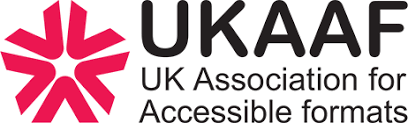 UKAAF
UK Association for
Accessible formats